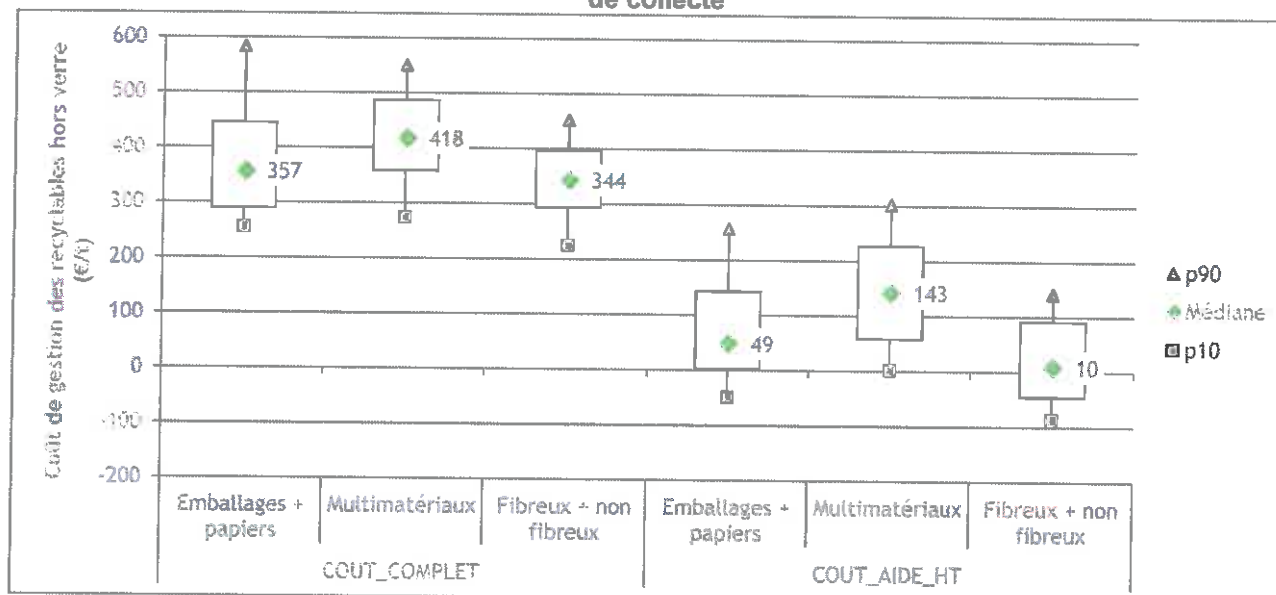 de collecte
Coût de gestion des recyclables hors verre
(€/t)
600
500
400
300
200
100
0
-100
-200
357
418
344
49
143
10
p90
Médiane
p10
Emballages +
papiers
Multimatériaux
Fibreux + non
fibreux
Emballages +
papiers
Multimatériaux
Fibreux + non
fibreux
COUT_COMPLET
COUT_AIDE_HT